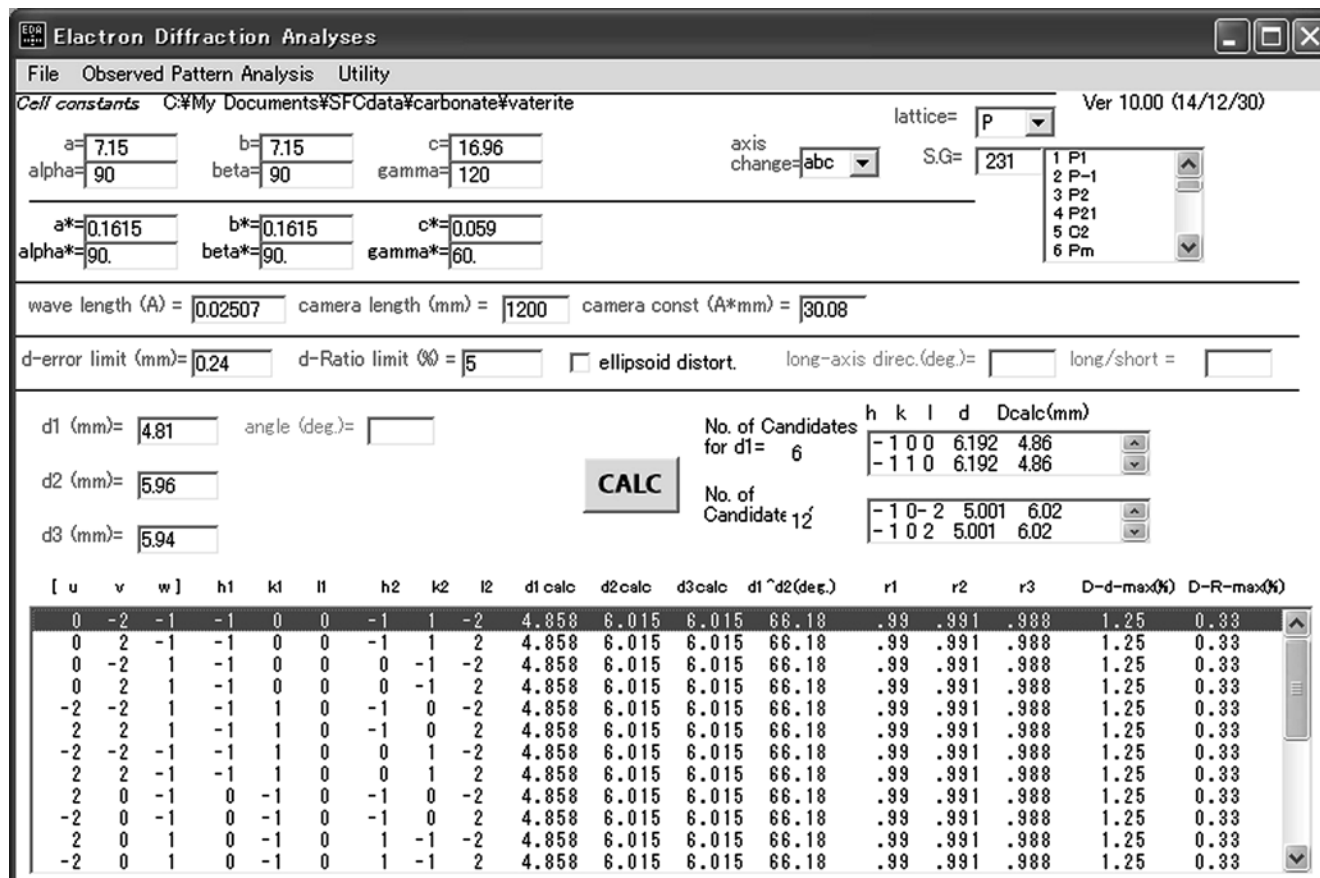 Elactron Diffraction Analyses
File Observed Pattern Analysis Utility
Cell constants C:¥My Documents¥SFCdata¥carbonate¥vaterite Ver 10.00 (14/12/30)
lattice= P
a= 7.15 b= 7.15 c= 16.96 axis change= abc S.G= 231
alpha= 90 beta= 90 gamma= 120
1 P1
2 P-1
3 P2
4 P21
5 C2
6 Pm
a*= 0.1615 b*= 0.1615 c*= 0.059
alpha*= 90. beta*= 90. gamma*= 60.
wave length (A) = 0.02507 camera length (mm) = 1200 camera const (A*mm) = 30.08
d-error limit (mm)= 0.24 d-Ratio limit (%) = 5 ellipsoid distort. long-axis direc.(deg.)= long/short =
d1 (mm)= 4.81 angle (deg.)=
d2 (mm)= 5.96
d3 (mm)= 5.94
CALC
No. of Candidates
for d1= 6
h k l d Dcalc(mm)
-1 0 0 6.192 4.86
-1 1 0 6.192 4.86
No. of
Candidate 12
-1 0-2 5.001 6.02
-1 0 2 5.001 6.02
[ u v w ] h1 k1 l1 h2 k2 l2 d1 calc d2calc d3calc d1^d2(deg.) r1 r2 r3 D-d-max(%) D-R-max(%)
0 -2 -1 -1 0 0 -1 1 -2 4.858 6.015 6.015 66.18 .99 .991 .988 1.25 0.33
0 2 -1 -1 0 0 -1 1 2 4.858 6.015 6.015 66.18 .99 .991 .988 1.25 0.33
0 -2 1 -1 0 0 0 -1 -2 4.858 6.015 6.015 66.18 .99 .991 .988 1.25 0.33
0 2 1 -1 0 0 0 -1 2 4.858 6.015 6.015 66.18 .99 .991 .988 1.25 0.33
-2 -2 1 -1 1 0 -1 0 -2 4.858 6.015 6.015 66.18 .99 .991 .988 1.25 0.33
2 2 1 -1 1 0 -1 0 2 4.858 6.015 6.015 66.18 .99 .991 .988 1.25 0.33
-2 -2 -1 -1 1 0 0 1 -2 4.858 6.015 6.015 66.18 .99 .991 .988 1.25 0.33
2 2 -1 -1 1 0 0 1 2 4.858 6.015 6.015 66.18 .99 .991 .988 1.25 0.33
2 0 -1 0 -1 0 -1 0 -2 4.858 6.015 6.015 66.18 .99 .991 .988 1.25 0.33
-2 0 -1 0 -1 0 -1 0 2 4.858 6.015 6.015 66.18 .99 .991 .988 1.25 0.33
2 0 1 0 -1 0 1 -1 -2 4.858 6.015 6.015 66.18 .99 .991 .988 1.25 0.33
-2 0 1 0 -1 0 1 -1 2 4.858 6.015 6.015 66.18 .99 .991 .988 1.25 0.33